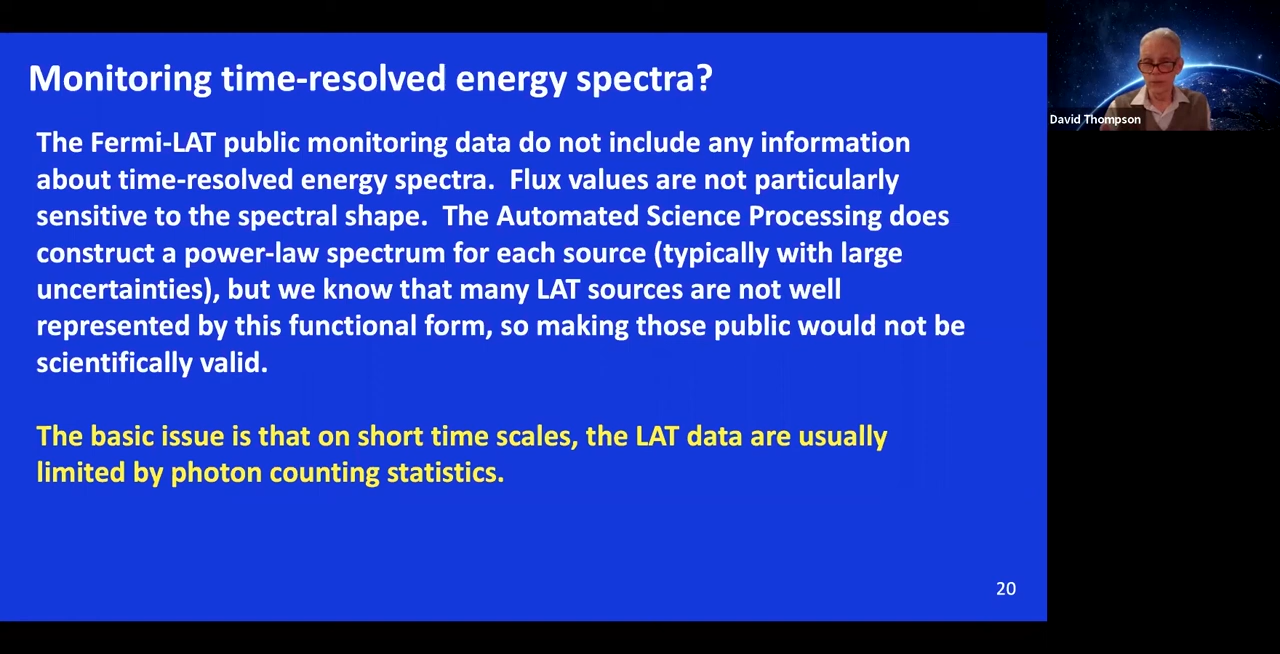 Monitoring time-resolved energy spectra?
David Thompson
The Fermi-LAT public monitoring data do not include any information
about time-resolved energy spectra.  Flux values are not particularly
sensitive to the spectral shape.  The Automated Science Processing does
construct a power-law spectrum for each source (typically with large
uncertainties), but we know that many LAT sources are not well
represented by this functional form, so making those public would not be
scientifically valid.
The basic issue is that on short time scales, the LAT data are usually
limited by photon counting statistics.
20